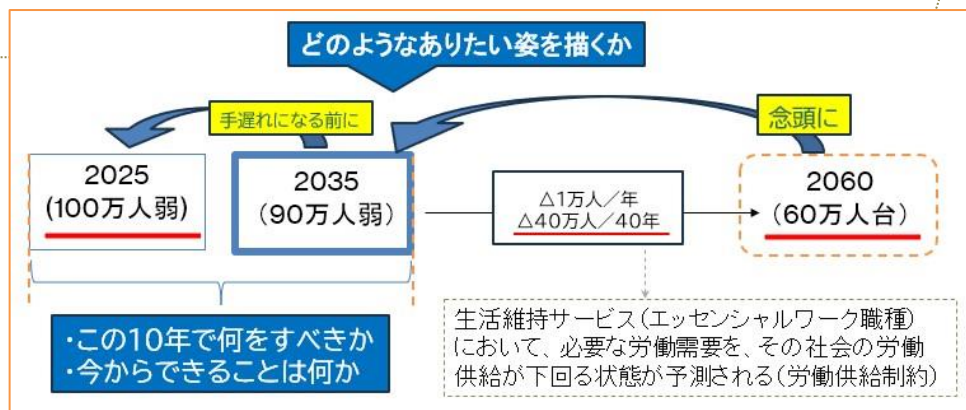 どのようなありたい姿を描くか
手遅れになる前に
念頭に
2025
(100万人弱)
2035
(90万人弱)
△1万人/年
△40万人/40年
2060
(60万人台)
・この10年で何をすべきか
・今からできることは何か
生活維持サービス(エッセンシャルワーク職種)
において、必要な労働需要を、その社会の労働
供給が下回る状態が予測される(労働供給制約)